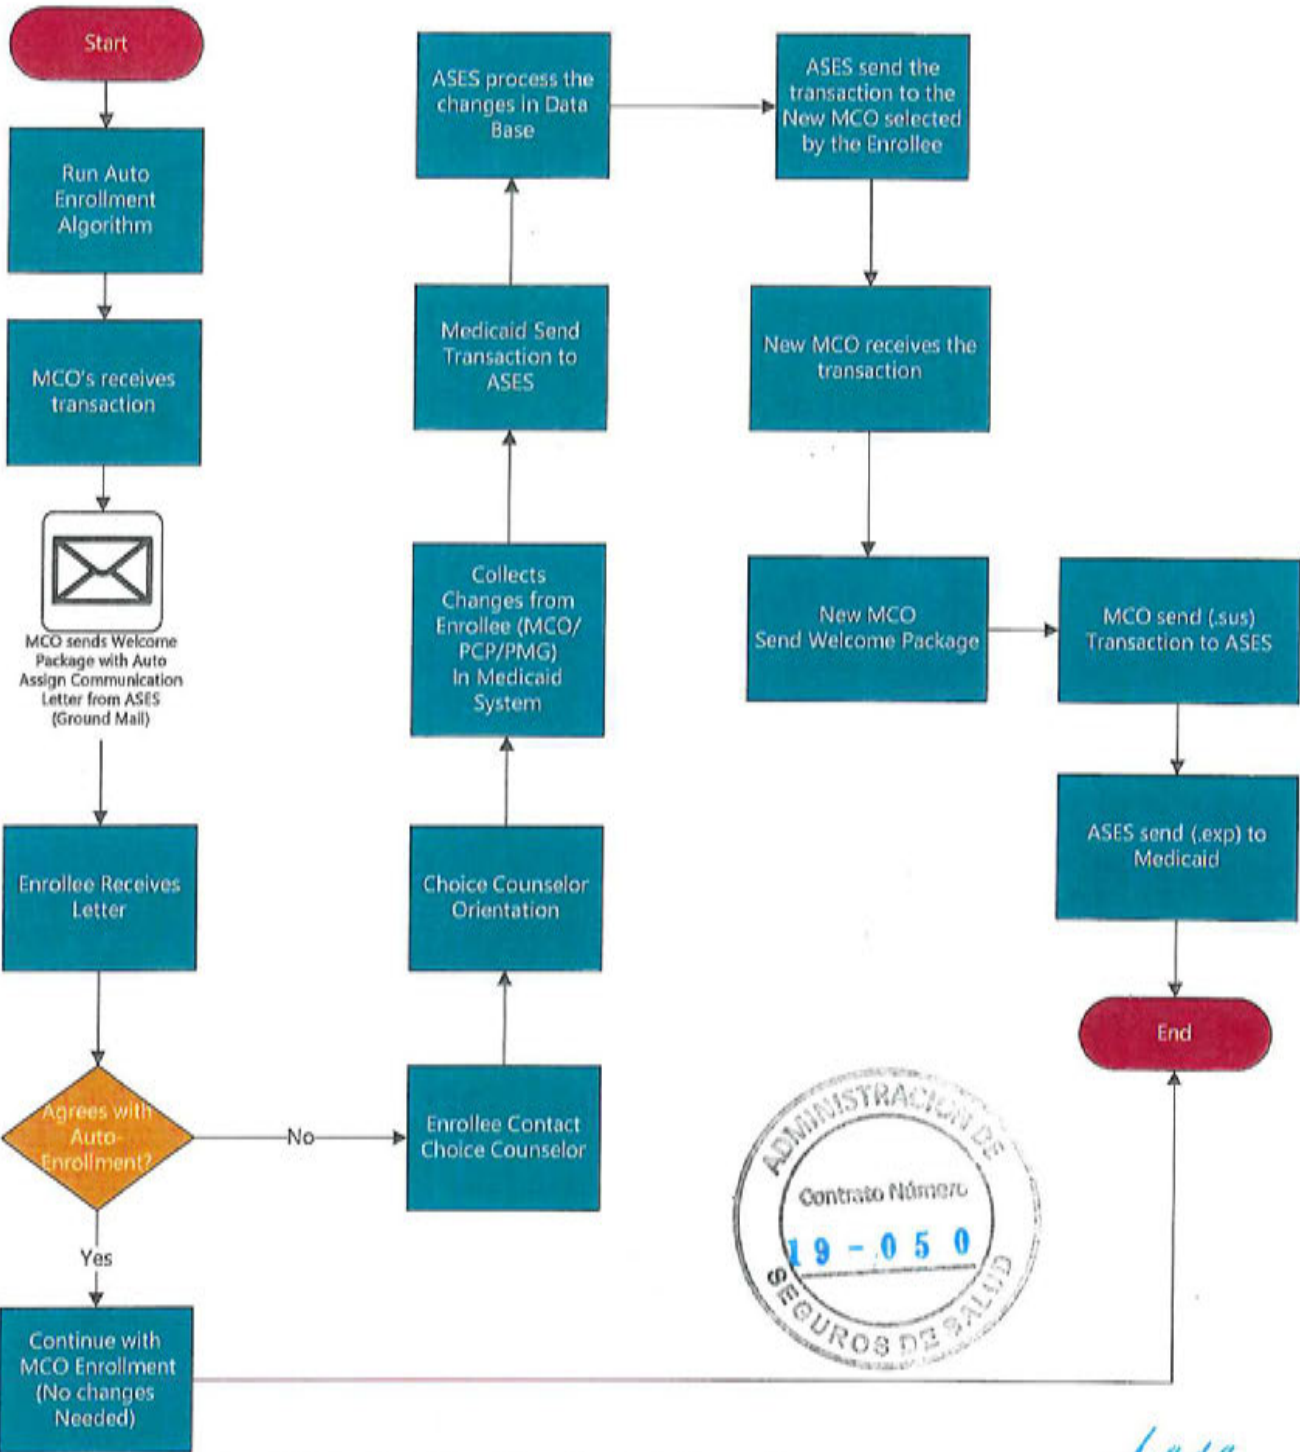 Start
Run Auto
Enrollment
Algorithm
MCO's receives
transaction
MCO sends Welcome
Package with Auto
Assign Communication
Letter from ASES
(Ground Mail)
Enrollee Receives
Letter
Agrees with
Auto-
Enrollment?
No
Yes
Continue with
MCO Enrollment
(No changes
Needed)
Enrollee Contact
Choice Counselor
Choice Counselor
Orientation
Collects
Changes from
Enrollee (MCO/
PCP/PMG)
In Medicaid
System
Medicaid Send
Transaction to
ASES
ASES process the
changes in Data
Base
ASES send the
transaction to the
New MCO selected
by the Enrollee
New MCO receives the
transaction
New MCO
Send Welcome Package
MCO send (.sus)
Transaction to ASES
ASES send (.exp) to
Medicaid
End
ADMINISTRACION DE
Contrato Número
19-050
SEGUROS DE SALUD